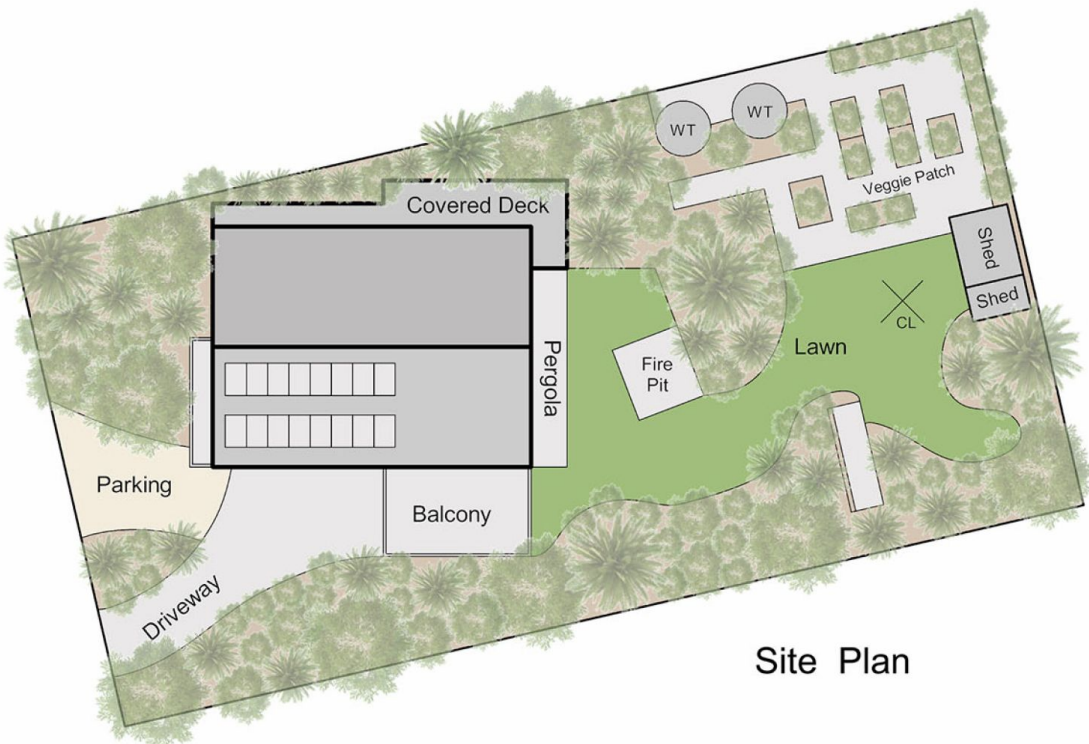 WT
WT
Veggie Patch
Covered Deck
Shed
Shed
CL
Lawn
Pergola
Fire
Pit
Parking
Balcony
Driveway
Site Plan